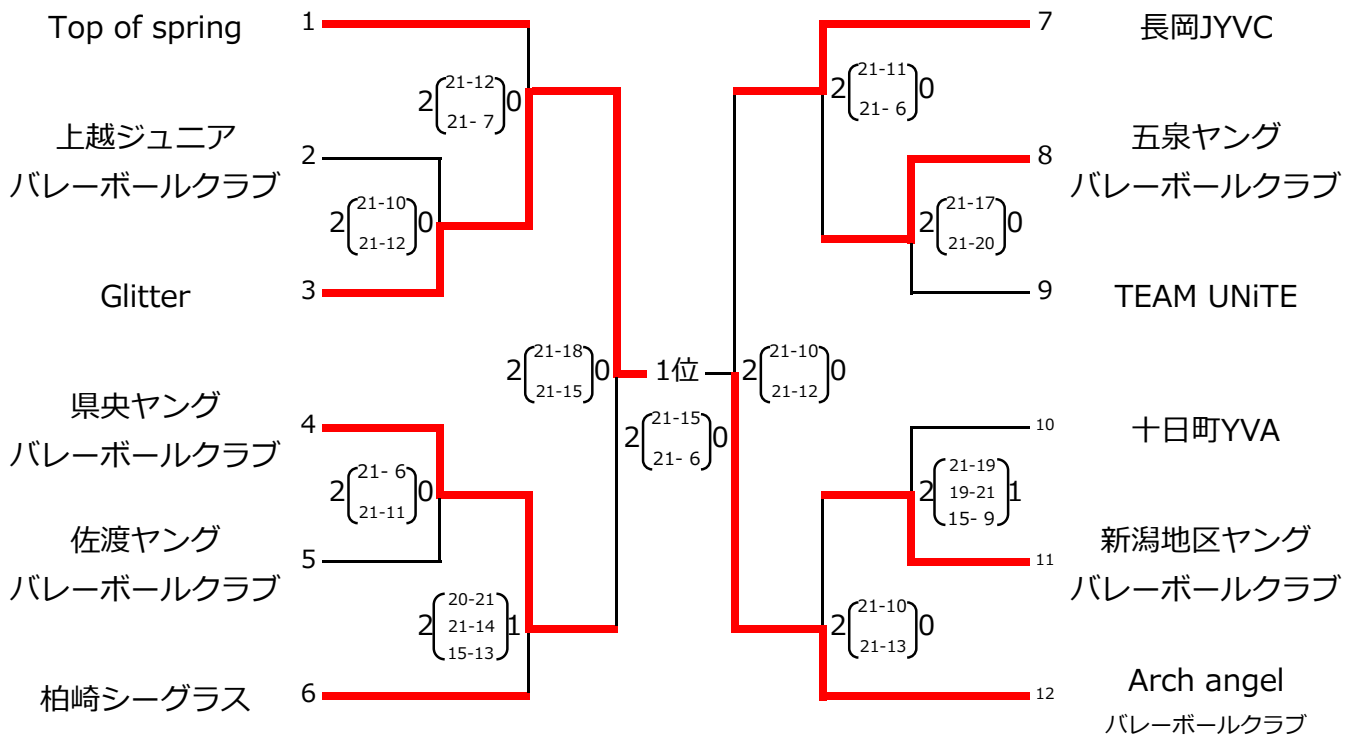 Top of spring
1
上越ジュニア
バレーボールクラブ
2
Glitter
3
県央ヤング
バレーボールクラブ
4
佐渡ヤング
バレーボールクラブ
5
柏崎シーグラス
6
21-12
2 0
21- 7
21-10
2 0
21-12
21-18
2 0
21-15
21- 6
2 0
21-11
20-21
2 21-14 1
15-13
1位
21-15
2 0
21- 6
21-11
2 0
21- 6
21-17
2 0
21-20
21-10
2 0
21-12
21-19
2 19-21 1
15- 9
21-10
2 0
21-13
7
長岡JYVC
五泉ヤング
8
バレーボールクラブ
9
TEAM UNiTE
10
十日町YVA
新潟地区ヤング
11
バレーボールクラブ
Arch angel
12
バレーボールクラブ